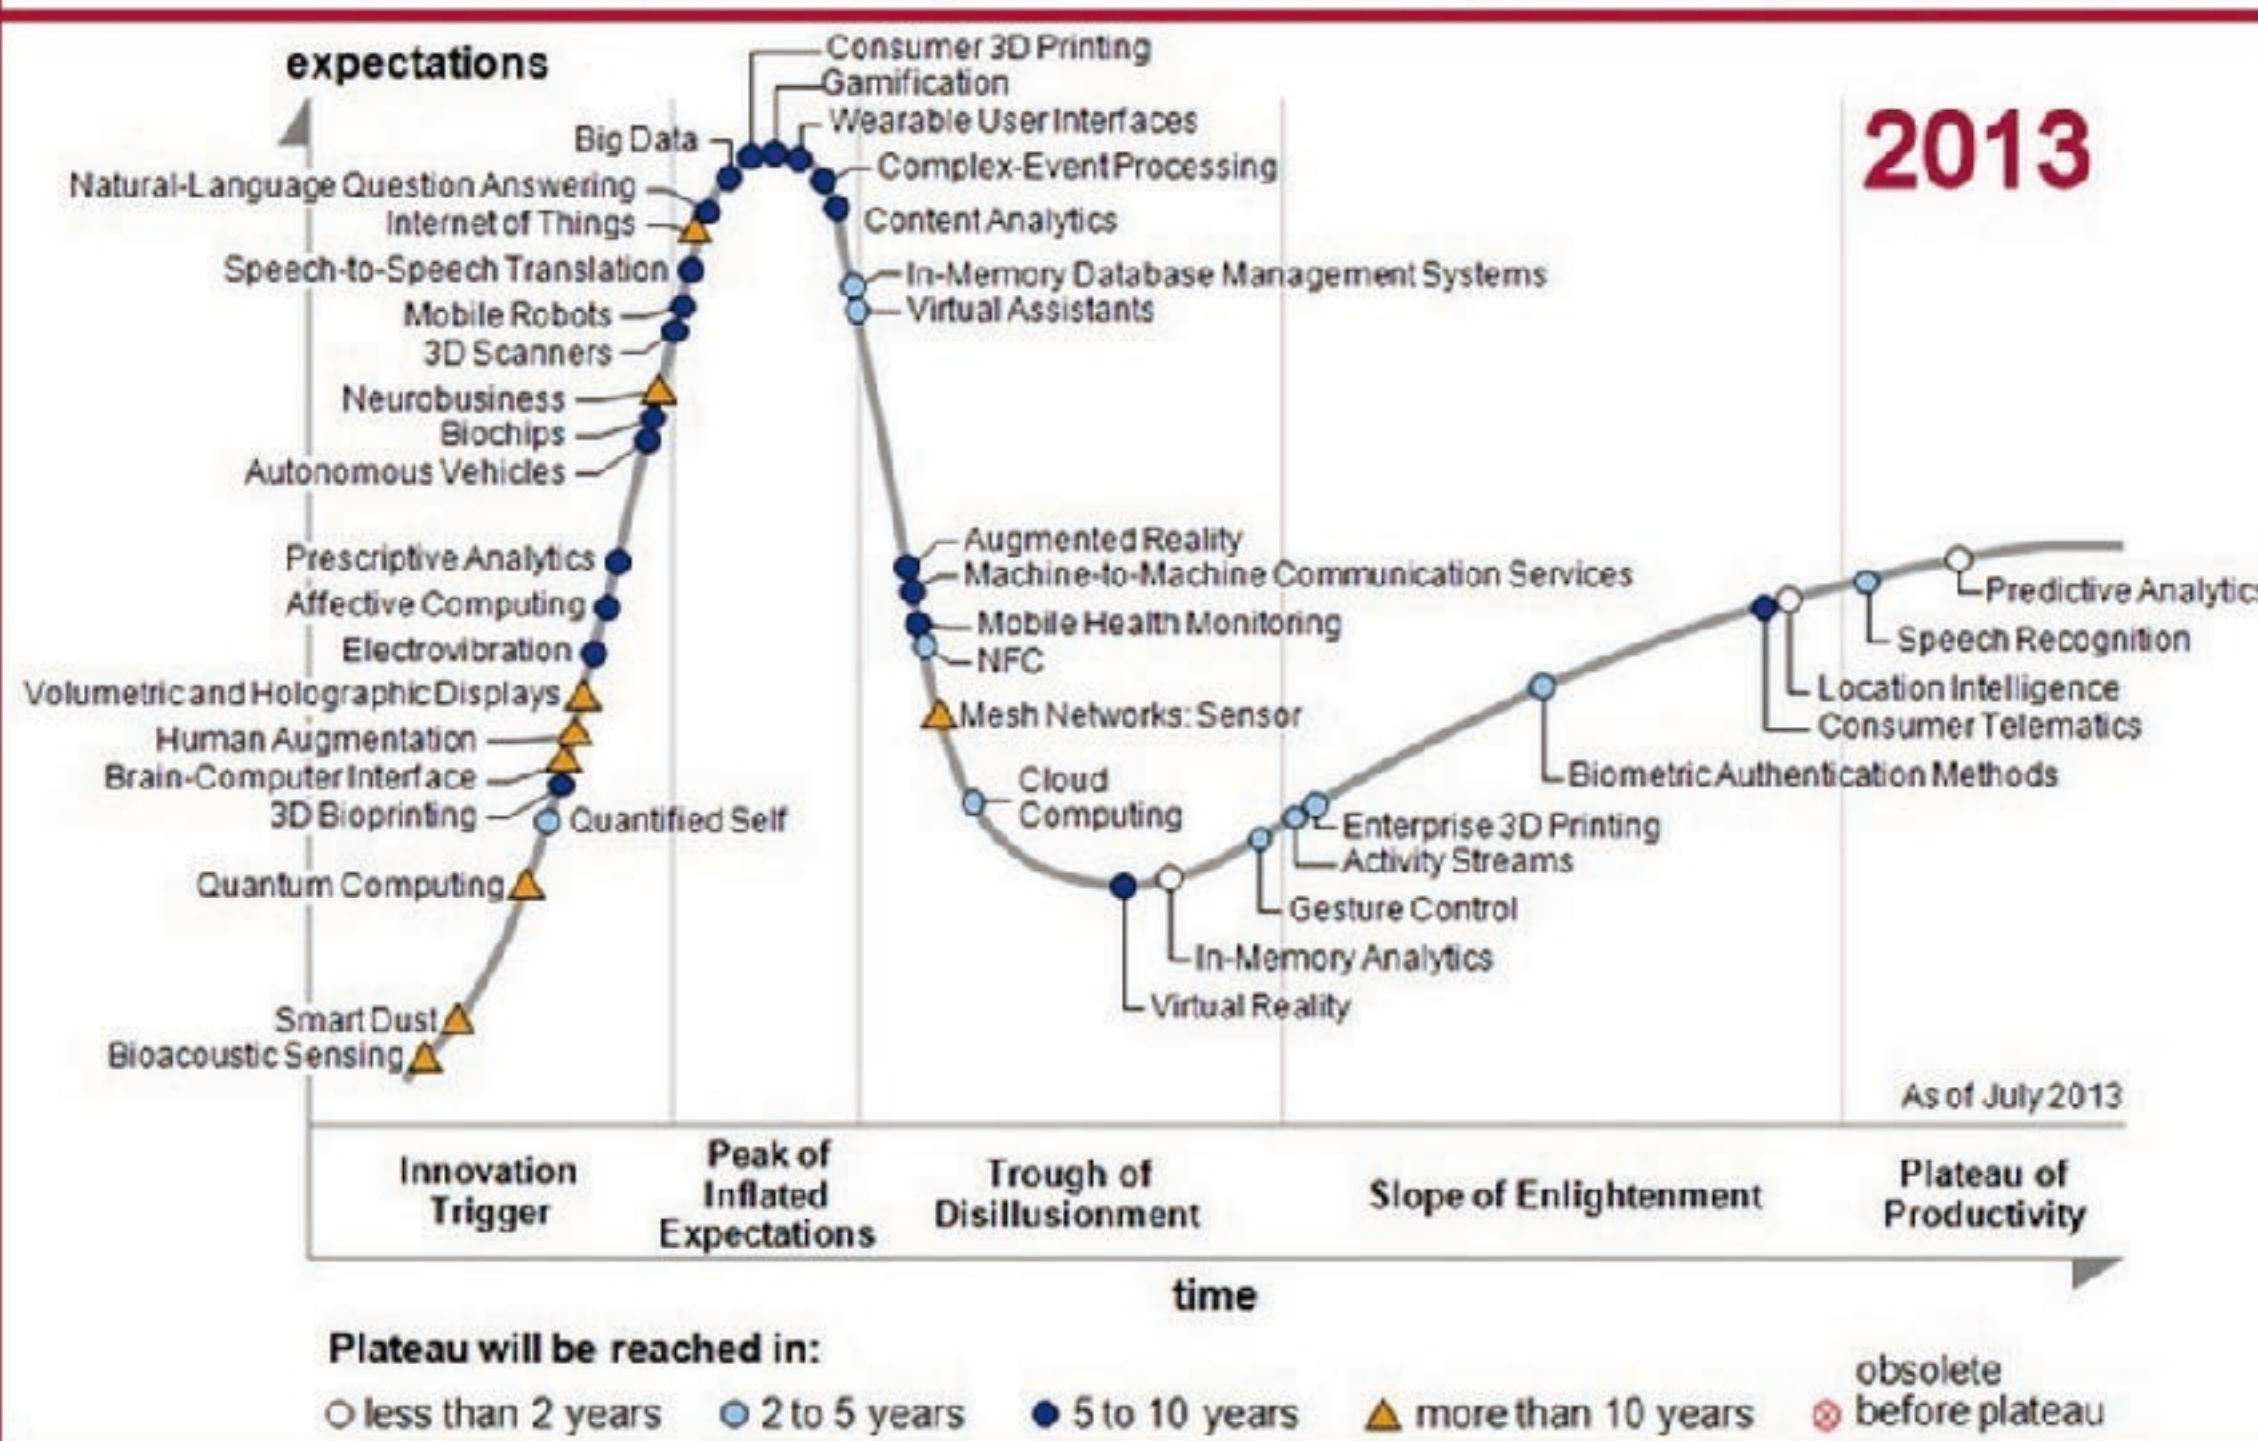 expectations
2013
Consumer 3D Printing
Gamification
Wearable User Interfaces
Big Data
Complex-Event Processing
Natural-Language Question Answering
Internet of Things
Content Analytics
Speech-to-Speech Translation
In-Memory Database Management Systems
Mobile Robots
Virtual Assistants
3D Scanners
Neurobusiness
Biochips
Autonomous Vehicles
Augmented Reality
Prescriptive Analytics
Machine-to-Machine Communication Services
Affective Computing
Mobile Health Monitoring
Electrovibration
NFC
Volumetric and Holographic Displays
Mesh Networks: Sensor
Human Augmentation
Brain-Computer Interface
3D Bioprinting
Quantified Self
Cloud
Computing
Quantum Computing
Smart Dust
Bioacoustic Sensing
Predictive Analytics
Speech Recognition
Location Intelligence
Consumer Telematics
Biometric Authentication Methods
Enterprise 3D Printing
Activity Streams
Gesture Control
In-Memory Analytics
Virtual Reality
As of July 2013
Innovation
Trigger
Peak of
Inflated
Expectations
Trough of
Disillusionment
Slope of Enlightenment
Plateau of
Productivity
time
Plateau will be reached in:
less than 2 years
2 to 5 years
5 to 10 years
more than 10 years
obsolete
before plateau